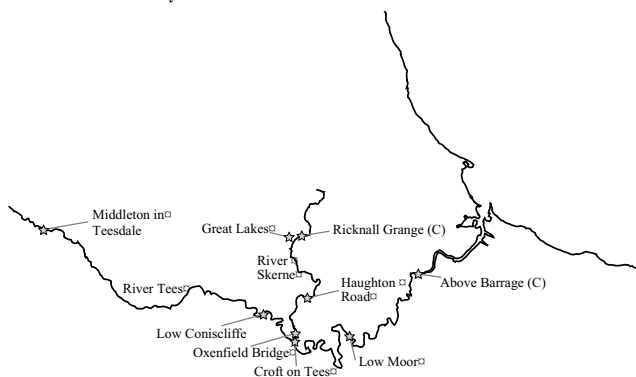 Middleton in¤
Teesdale
Great Lakes¤
Ricknall Grange (C)
River¤
Skerne¤
River Tees¤
Haughton ¤
Road¤
Above Barrage (C)
Low Coniscliffe
Oxenfield Bridge¤
Low Moor¤
Croft on Tees¤